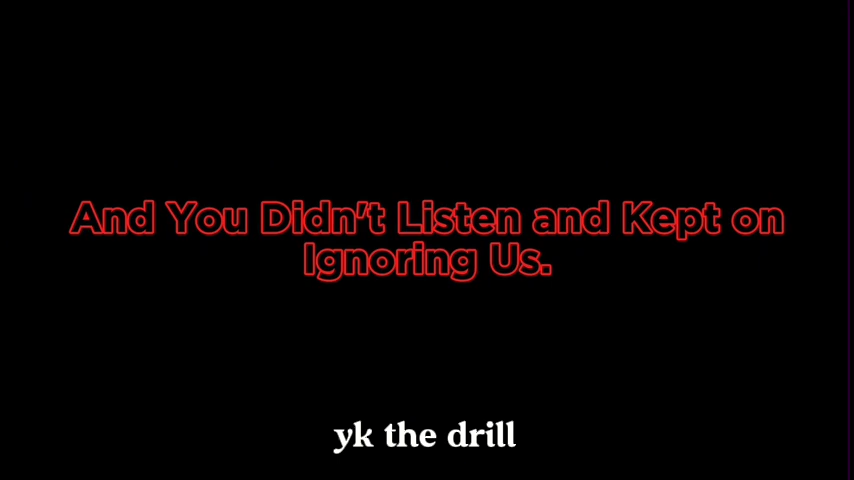 And You Didn't Listen and Kept on
Ignoring Us.
yk the drill